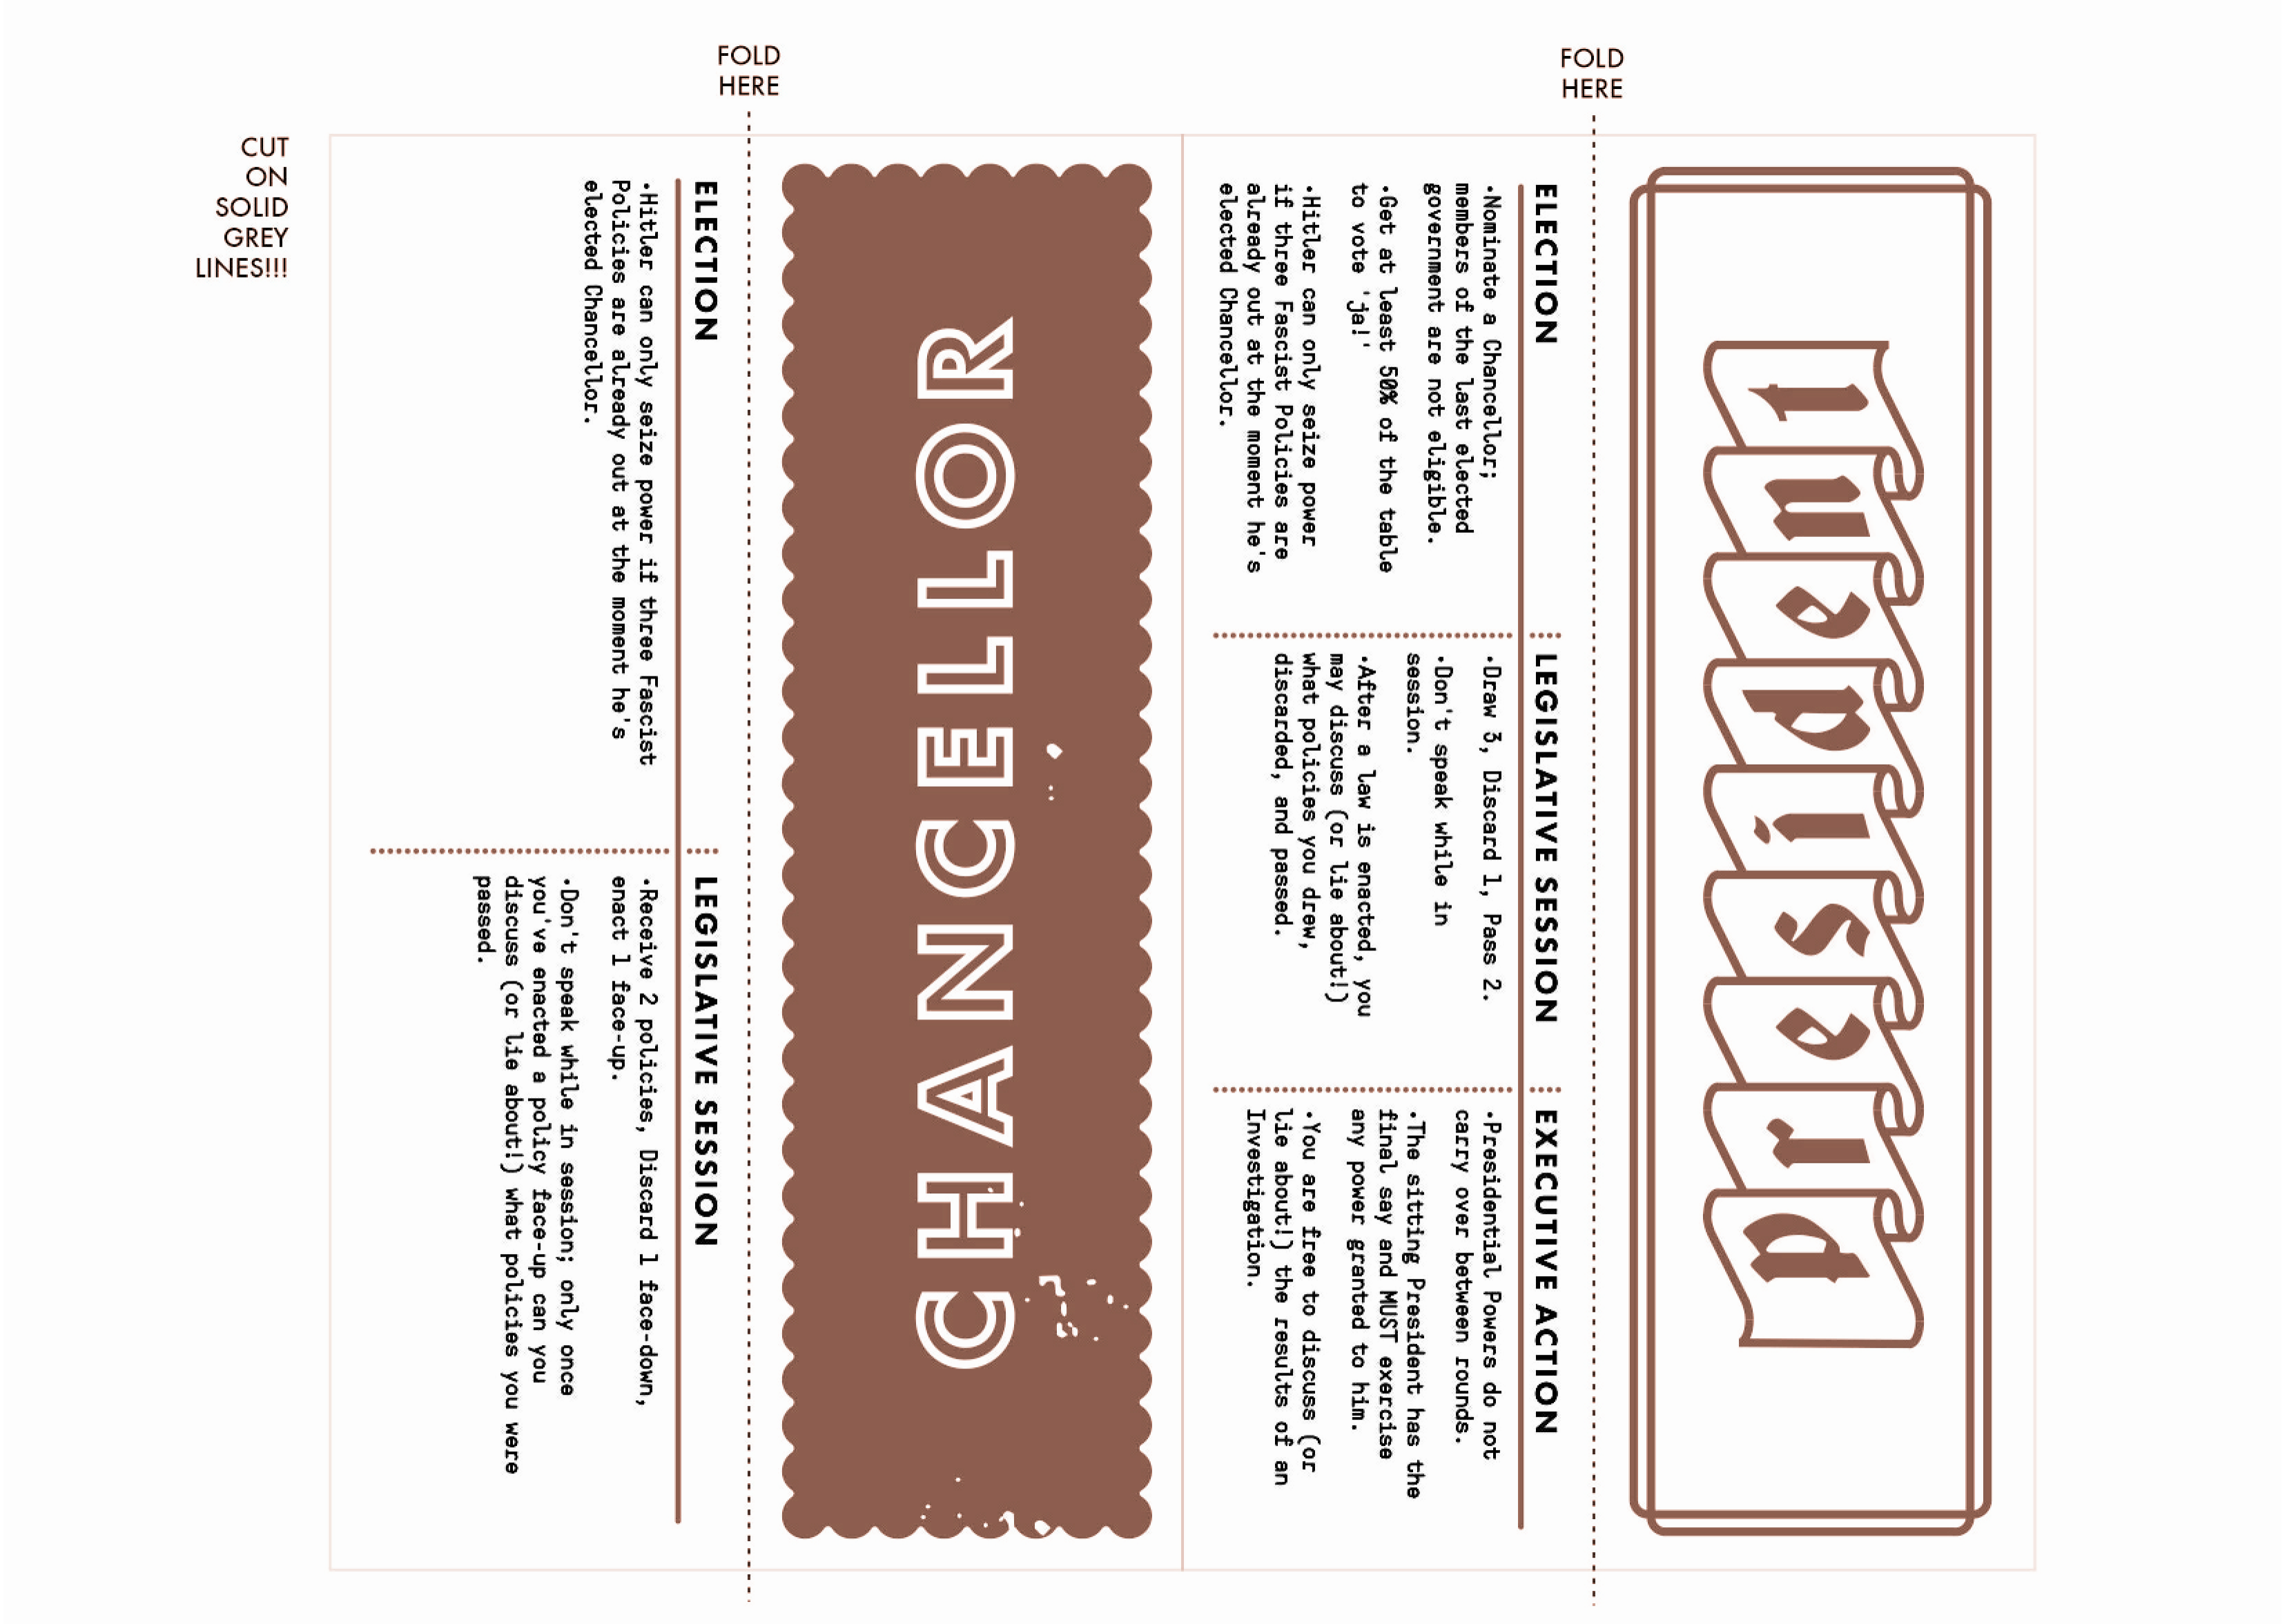 FOLD
HERE
FOLD
HERE
CUT
ON
SOLID
GREY
LINES!!!
ELECTION
·Hitler can only seize power if three Fascist
Policies are already out at the moment he's
elected Chancellor.
LEGISLATIVE SESSION
·Receive 2 policies, Discard 1 face-down,
enact 1 face-up.
·Don't speak while in session; only once
you've enacted a policy face-up can you
discuss (or lie about!) what policies you were
passed.
CHANCELLOR
ELECTION
·Nominate a Chancellor;
members of the last elected
government are not eligible.
·Get at least 50% of the table
to vote 'ja!'
·Hitler can only seize power
if three Fascist Policies are
already out at the moment he's
elected Chancellor.
LEGISLATIVE SESSION
·Draw 3, Discard 1, Pass 2.
·Don't speak while in
session.
·After a law is enacted, you
may discuss (or lie about!)
what policies you drew,
discarded, and passed.
EXECUTIVE ACTION
·Presidential Powers do not
carry over between rounds.
·The sitting President has the
final say and MUST exercise
any power granted to him.
·You are free to discuss (or
lie about!) the results of an
Investigation.
president